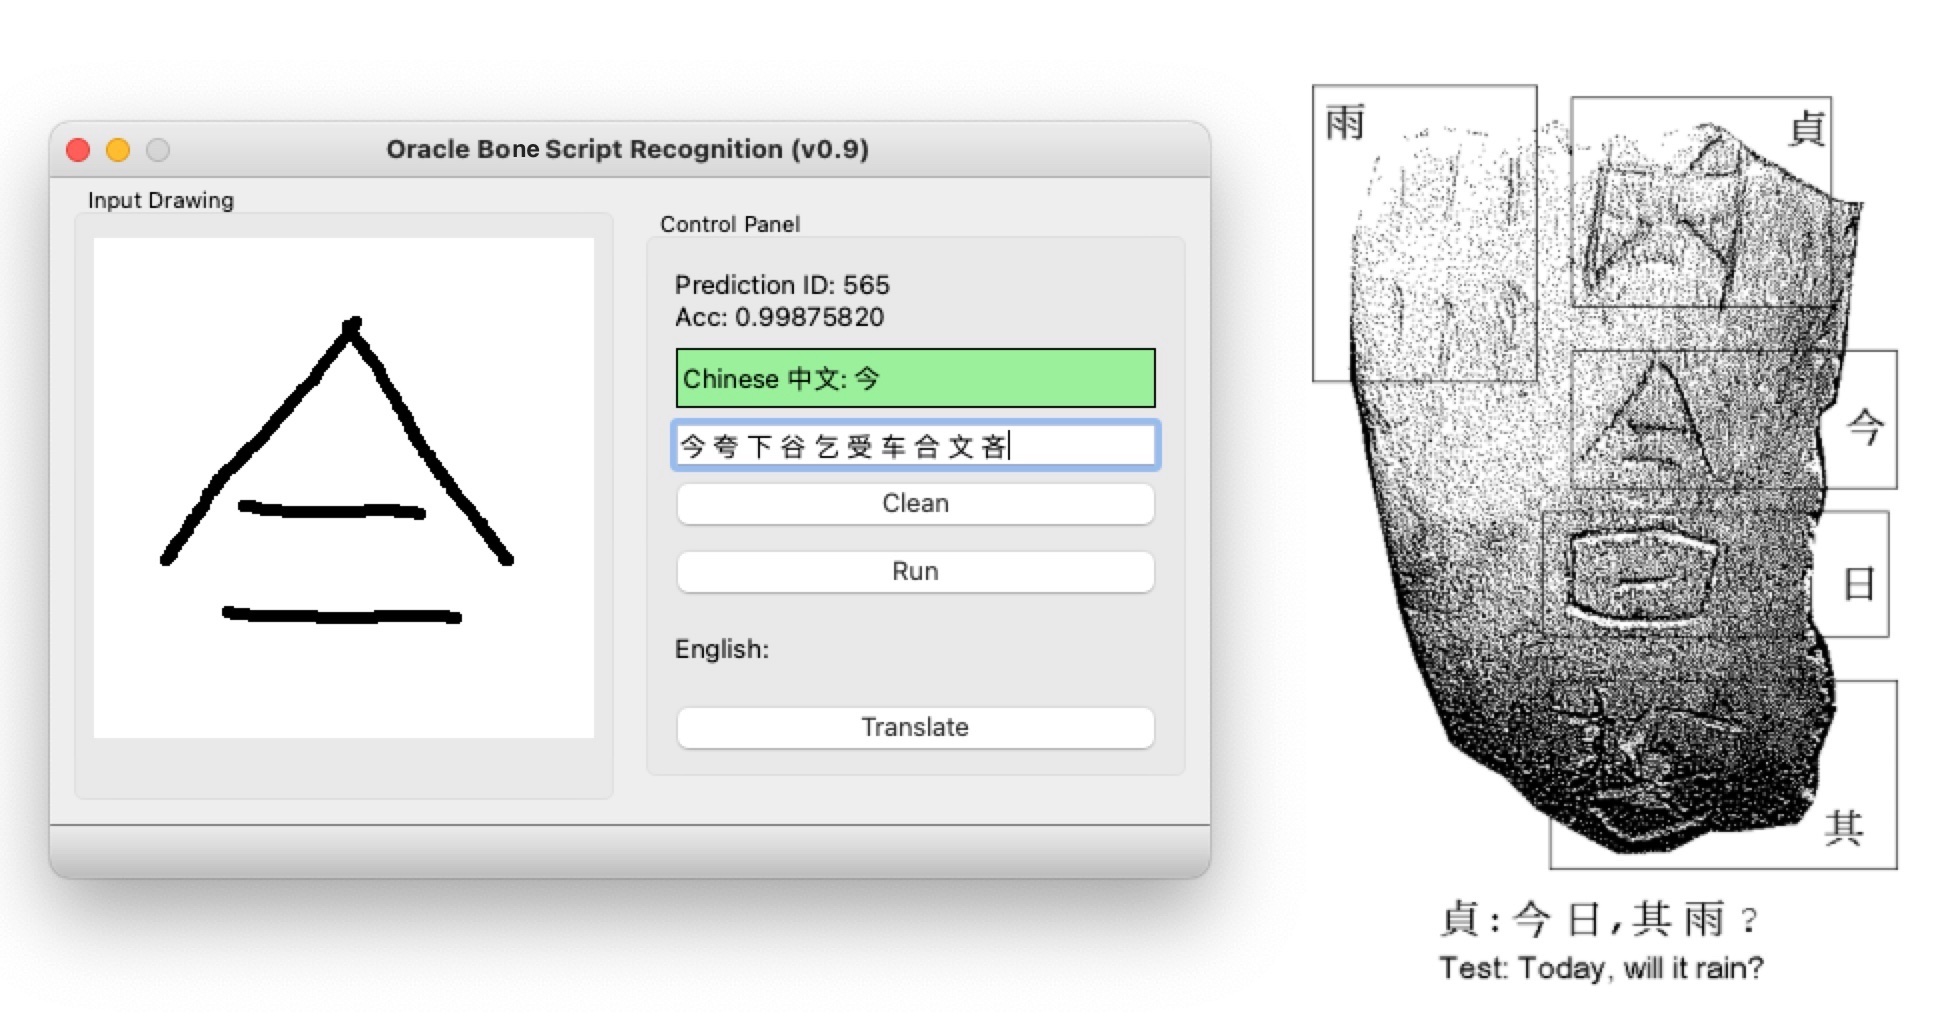 Oracle Bone Script Recognition (v0.9)
Input Drawing
Control Panel
Prediction ID: 565
Acc: 0.99875820
Chinese 中文: 今
今 夸 下 谷 乞 受 车 合 文 吝
Clean
Run
English:
Translate
雨
貞
今
日
其
貞:今日,其雨?
Test: Today, will it rain?